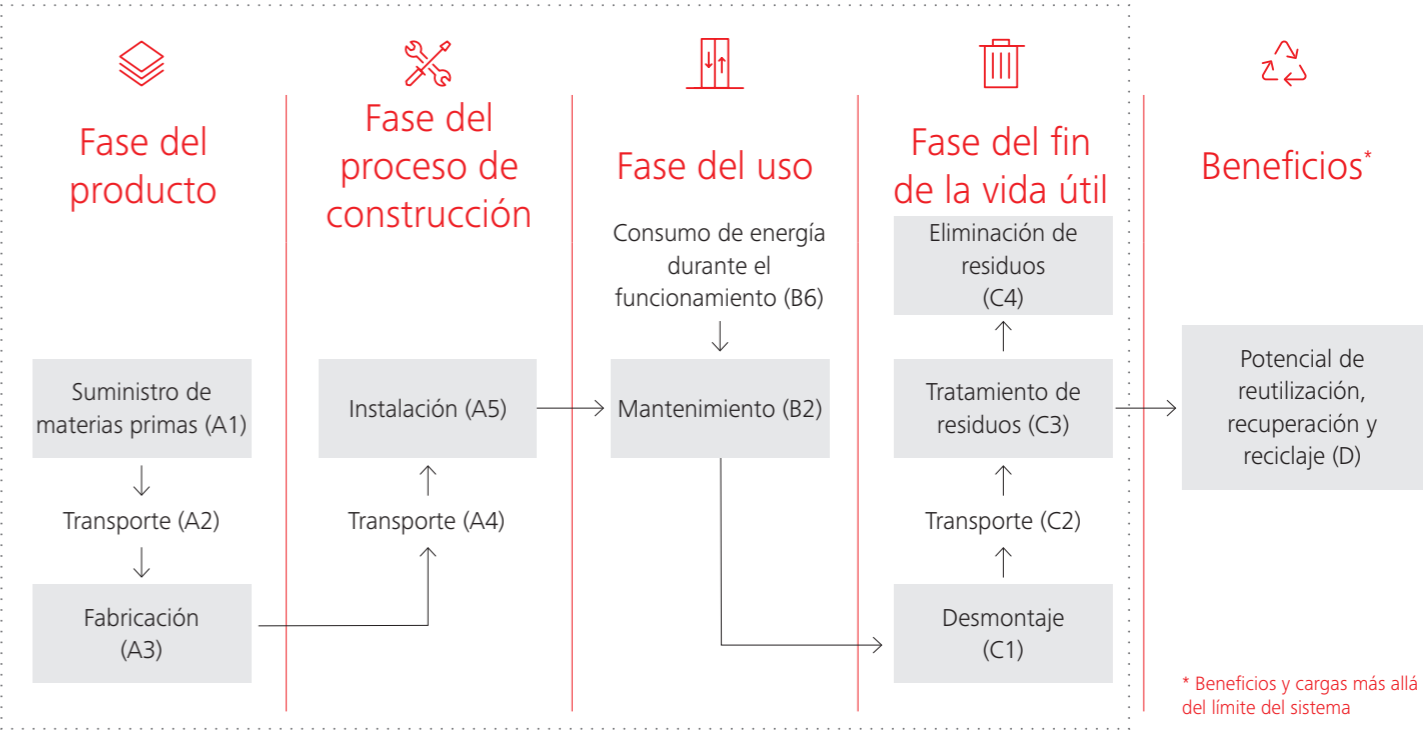 Fase del
producto
Suministro de
materias primas (A1)
Transporte (A2)
Fabricación
(A3)
Fase del
proceso de
construcción
Instalación (A5)
Transporte (A4)
Fase del uso
Consumo de energía
durante el
funcionamiento (B6)
Mantenimiento (B2)
Fase del fin
de la vida útil
Eliminación de
residuos
(C4)
Tratamiento de
residuos (C3)
Transporte (C2)
Desmontaje
(C1)
Beneficios*
Potencial de
reutilización,
recuperación y
reciclaje (D)
* Beneficios y cargas más allá
del límite del sistema